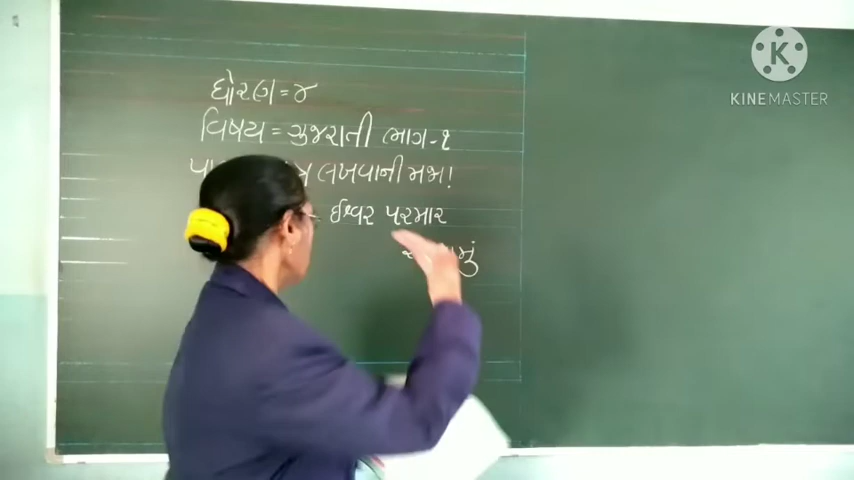 ધોરણ = ૪
વિષય = ગુજરાતી ભાગ-૧
લખવાની મજા!
ઈશ્વર પરમાર
K
KINEMASTER